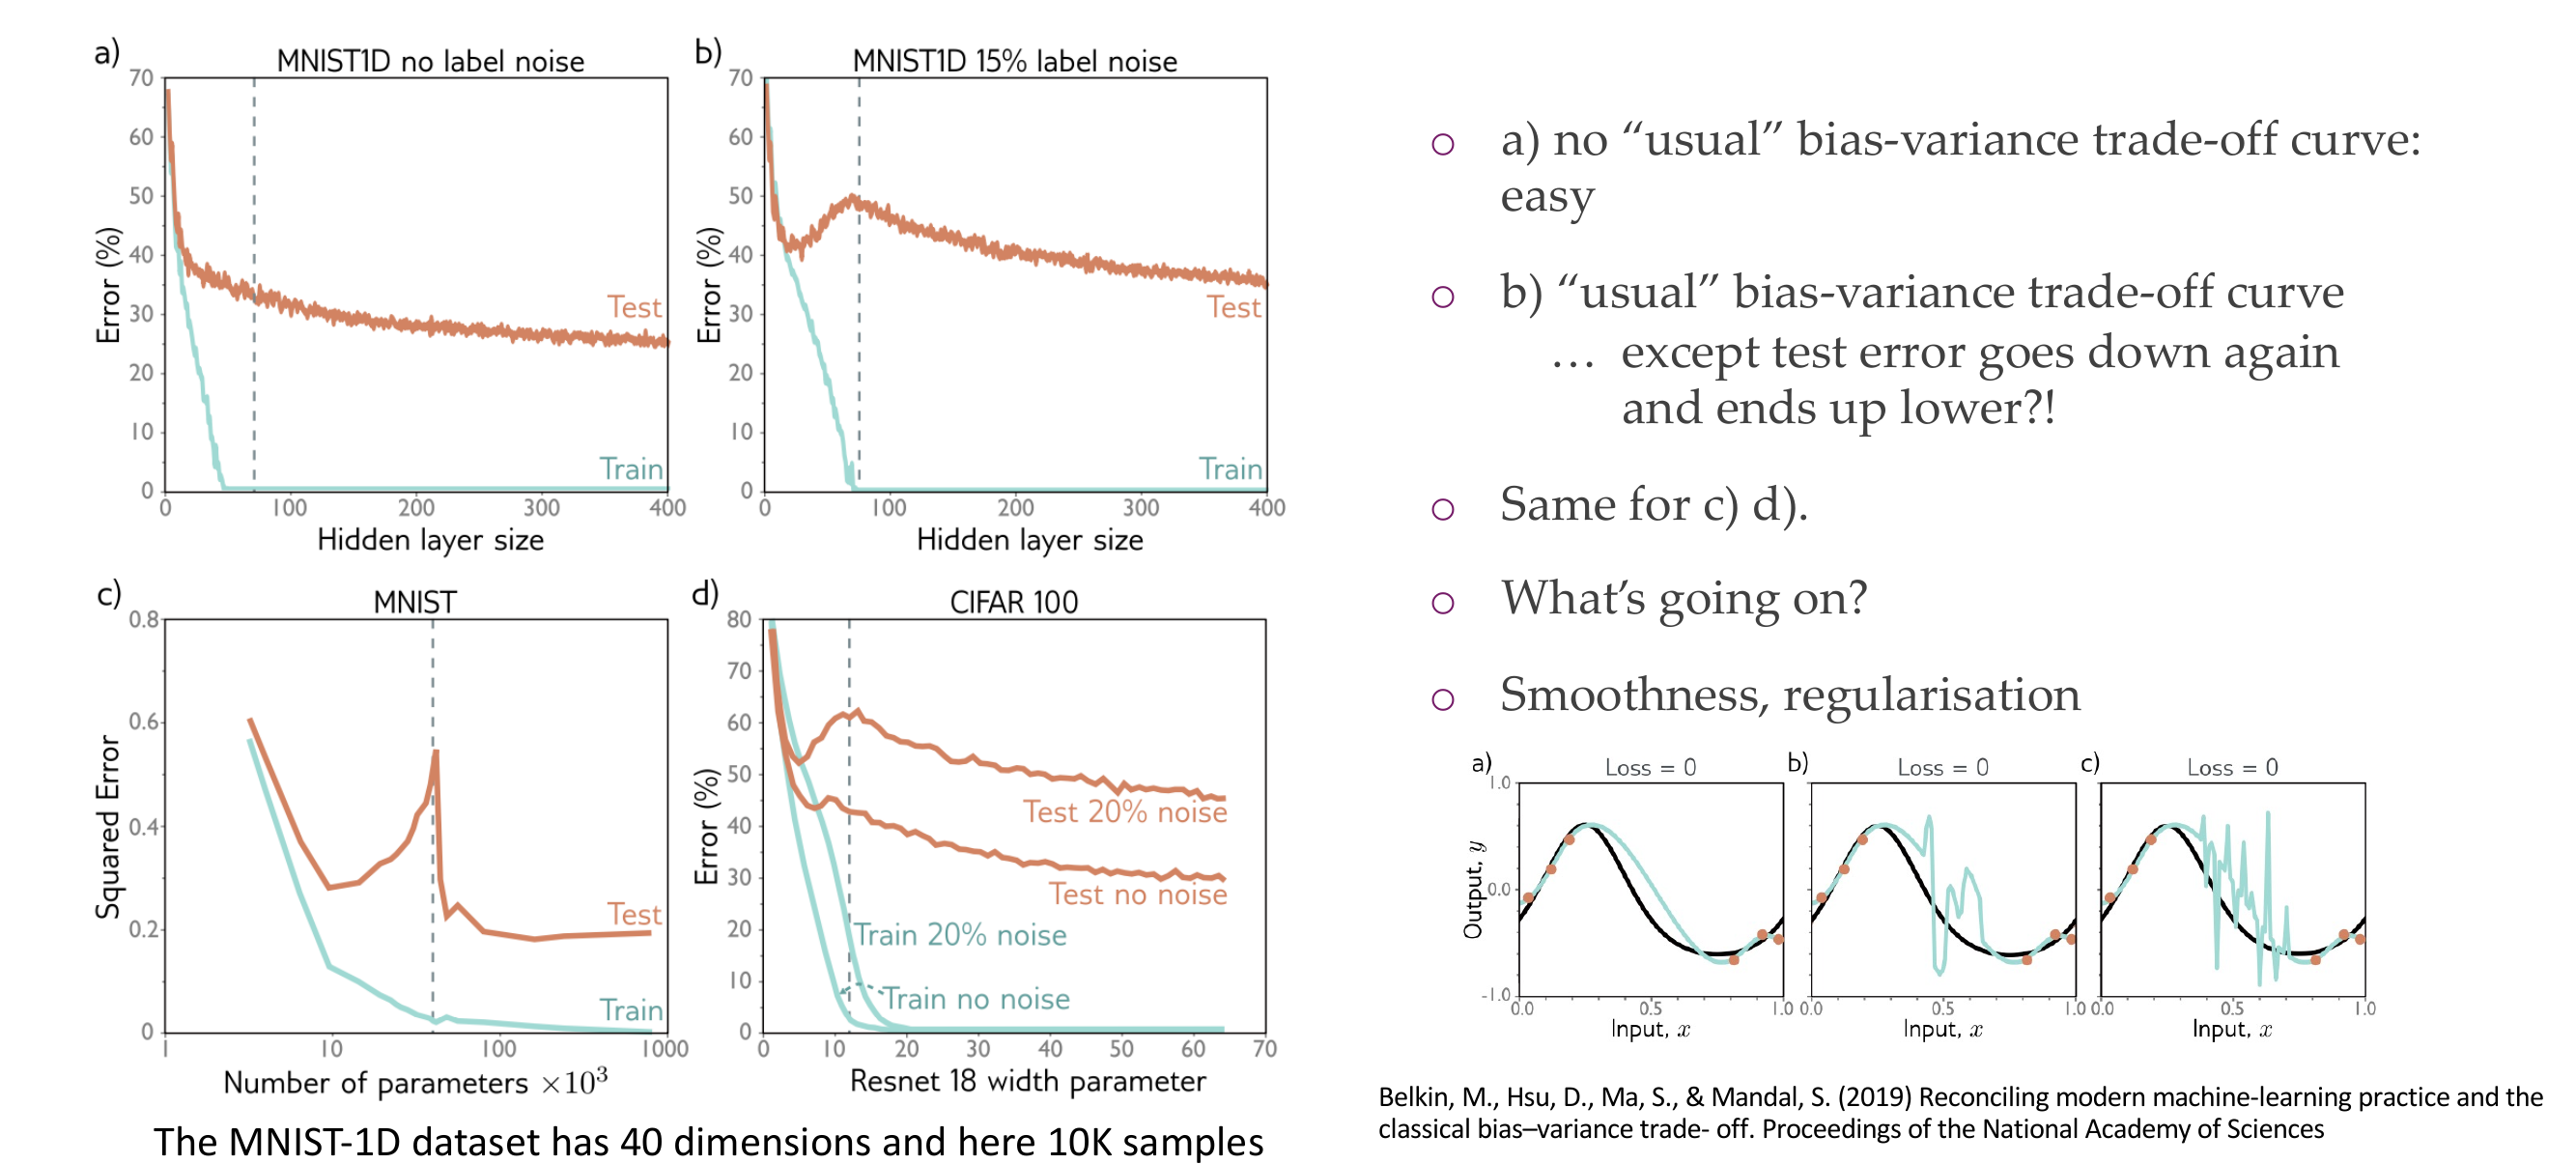 a)
MNIST1D no label noise
70
60
50
40
30
20
10
0
Error (%)
Test
Train
0 100 200 300 400
Hidden layer size
b)
MNIST1D 15% label noise
70
60
50
40
30
20
10
0
Error (%)
Test
Train
0 100 200 300 400
Hidden layer size
c)
MNIST
0.8
0.6
0.4
0.2
0
Squared Error
Test
Train
1 10 100 1000
Number of parameters ×10³
d)
CIFAR 100
80
70
60
50
40
30
20
10
0
Error (%)
Test 20% noise
Test no noise
Train 20% noise
Train no noise
0 10 20 30 40 50 60 70
Resnet 18 width parameter
The MNIST-1D dataset has 40 dimensions and here 10K samples
a) no “usual” bias-variance trade-off curve:
easy
b) “usual” bias-variance trade-off curve
… except test error goes down again
and ends up lower?!
Same for c) d).
What’s going on?
Smoothness, regularisation
a)
Loss = 0
1.0
0.0
-1.0
Output, y
0.0 0.5 1.0
Input, x
b)
Loss = 0
0.0 0.5 1.0
Input, x
c)
Loss = 0
0.0 0.5 1.0
Input, x
Belkin, M., Hsu, D., Ma, S., & Mandal, S. (2019) Reconciling modern machine-learning practice and the
classical bias–variance trade- off. Proceedings of the National Academy of Sciences